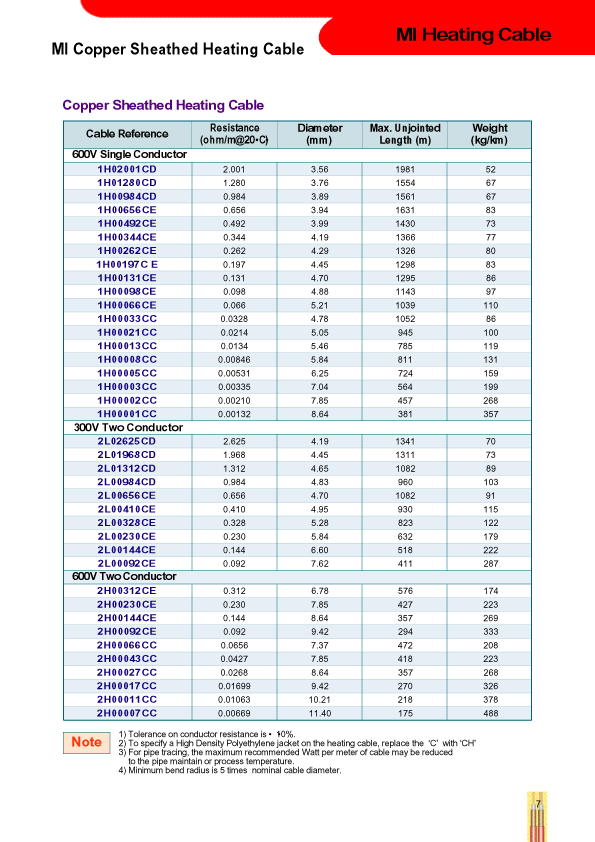 MI Heating Cable
MI Copper Sheathed Heating Cable
Copper Sheathed Heating Cable
Cable Reference Resistance (ohm/m@20•C) Diameter (mm) Max. Unjointed Length (m) Weight (kg/km)
600V Single Conductor
1H02001CD 2.001 3.56 1981 52
1H01280CD 1.280 3.76 1554 67
1H00984CD 0.984 3.89 1561 67
1H00656CE 0.656 3.94 1631 83
1H00492CE 0.492 3.99 1430 73
1H00344CE 0.344 4.19 1366 77
1H00262CE 0.262 4.29 1326 80
1H00197C E 0.197 4.45 1298 83
1H00131CE 0.131 4.70 1295 86
1H00098CE 0.098 4.88 1143 97
1H00066CE 0.066 5.21 1039 110
1H00033CC 0.0328 4.78 1052 86
1H00021CC 0.0214 5.05 945 100
1H00013CC 0.0134 5.46 785 119
1H00008CC 0.00846 5.84 811 131
1H00005CC 0.00531 6.25 724 159
1H00003CC 0.00335 7.04 564 199
1H00002CC 0.00210 7.85 457 268
1H00001CC 0.00132 8.64 381 357
300V Two Conductor
2L02625CD 2.625 4.19 1341 70
2L01968CD 1.968 4.45 1311 73
2L01312CD 1.312 4.65 1082 89
2L00984CD 0.984 4.83 960 103
2L00656CE 0.656 4.70 1082 91
2L00410CE 0.410 4.95 930 115
2L00328CE 0.328 5.28 823 122
2L00230CE 0.230 5.84 632 179
2L00144CE 0.144 6.60 518 222
2L00092CE 0.092 7.62 411 287
600V Two Conductor
2H00312CE 0.312 6.78 576 174
2H00230CE 0.230 7.85 427 223
2H00144CE 0.144 8.64 357 269
2H00092CE 0.092 9.42 294 333
2H00066CC 0.0656 7.37 472 208
2H00043CC 0.0427 7.85 418 223
2H00027CC 0.0268 8.64 357 268
2H00017CC 0.01699 9.42 270 326
2H00011CC 0.01063 10.21 218 378
2H00007CC 0.00669 11.40 175 488
Note
1) Tolerance on conductor resistance is • 10%.
2) To specify a High Density Polyethylene jacket on the heating cable, replace the ‘C’ with ‘CH’
3) For pipe tracing, the maximum recommended Watt per meter of cable may be reduced
to the pipe maintain or process temperature.
4) Minimum bend radius is 5 times nominal cable diameter.
7